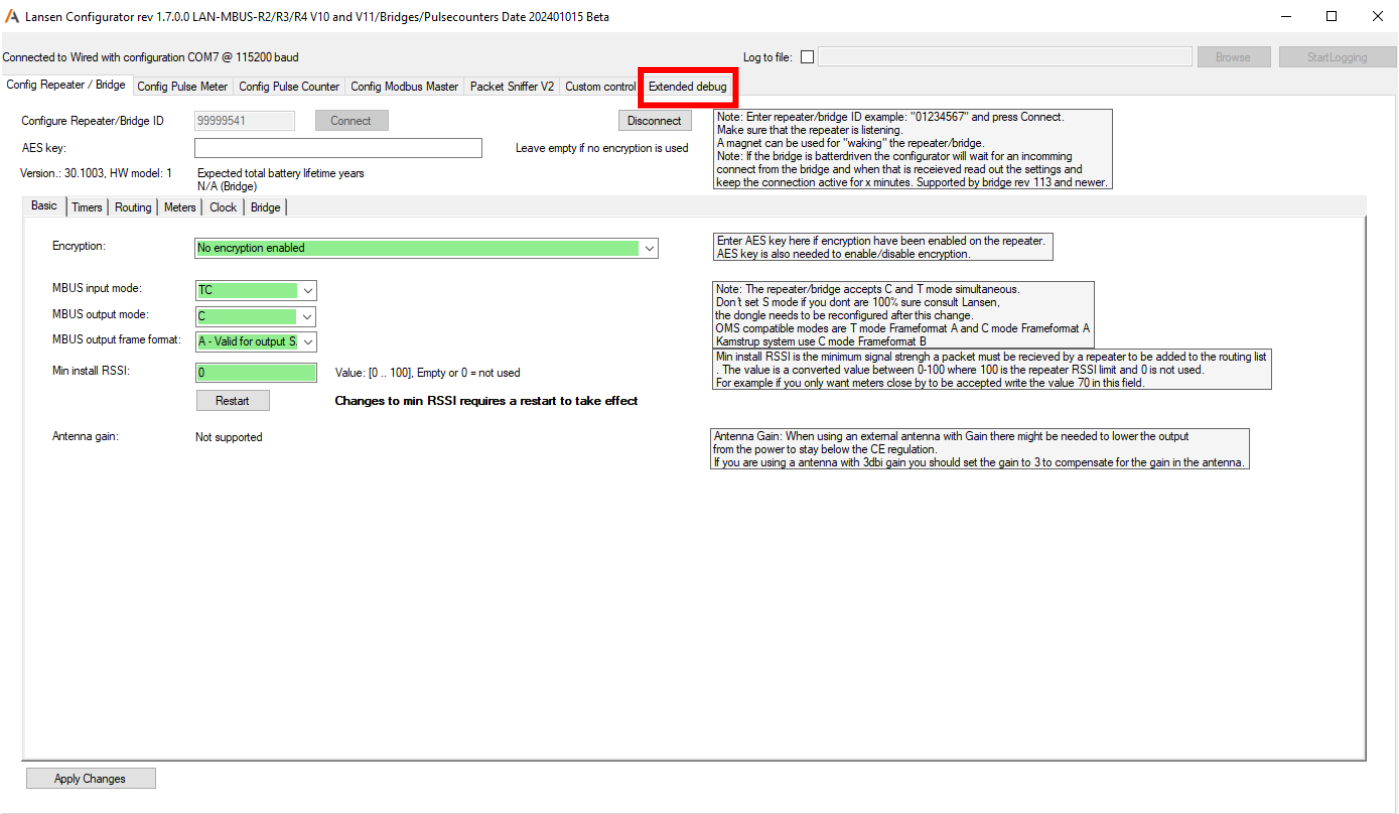 Lansen Configurator rev 1.7.0.0 LAN-MBUS-R2/R3/R4 V10 and V11/Bridges/Pulsecounters Date 202401015 Beta
Connected to Wired with configuration COM7 @ 115200 baud
Log to file:
Browse
StartLogging
Config Repeater / Bridge
Config Pulse Meter
Config Pulse Counter
Config Modbus Master
Packet Sniffer V2
Custom control
Extended debug
Configure Repeater/Bridge ID
99999541
Connect
Disconnect
AES key:
Leave empty if no encryption is used
Note: Enter repeater/bridge ID example: "01234567" and press Connect.
Make sure that the repeater is listening.
A magnet can be used for "waking" the repeater/bridge.
Note: If the bridge is batterdriven the configurator will wait for an incomming
connect from the bridge and when that is receieved read out the settings and
keep the connection active for x minutes. Supported by bridge rev 113 and newer.
Version.: 30.1003, HW model: 1
Expected total battery lifetime years
N/A (Bridge)
Basic
Timers
Routing
Meters
Clock
Bridge
Encryption:
No encryption enabled
Enter AES key here if encryption have been enabled on the repeater.
AES key is also needed to enable/disable encryption.
MBUS input mode:
TC
MBUS output mode:
C
MBUS output frame format:
A - Valid for output S.
Note: The repeater/bridge accepts C and T mode simultaneous.
Don't set S mode if you dont are 100% sure consult Lansen,
the dongle needs to be reconfigured after this change.
OMS compatible modes are T mode Frameformat A and C mode Frameformat A
Kamstrup system use C mode Frameformat B
Min install RSSI:
0
Value: [0 .. 100], Empty or 0 = not used
Min install RSSI is the minimum signal strengh a packet must be recieved by a repeater to be added to the routing list
. The value is a converted value between 0-100 where 100 is the repeater RSSI limit and 0 is not used.
For example if you only want meters close by to be accepted write the value 70 in this field.
Restart
Changes to min RSSI requires a restart to take effect
Antenna gain:
Not supported
Antenna Gain: When using an external antenna with Gain there might be needed to lower the output
from the power to stay below the CE regulation.
If you are using a antenna with 3dbi gain you should set the gain to 3 to compensate for the gain in the antenna.
Apply Changes